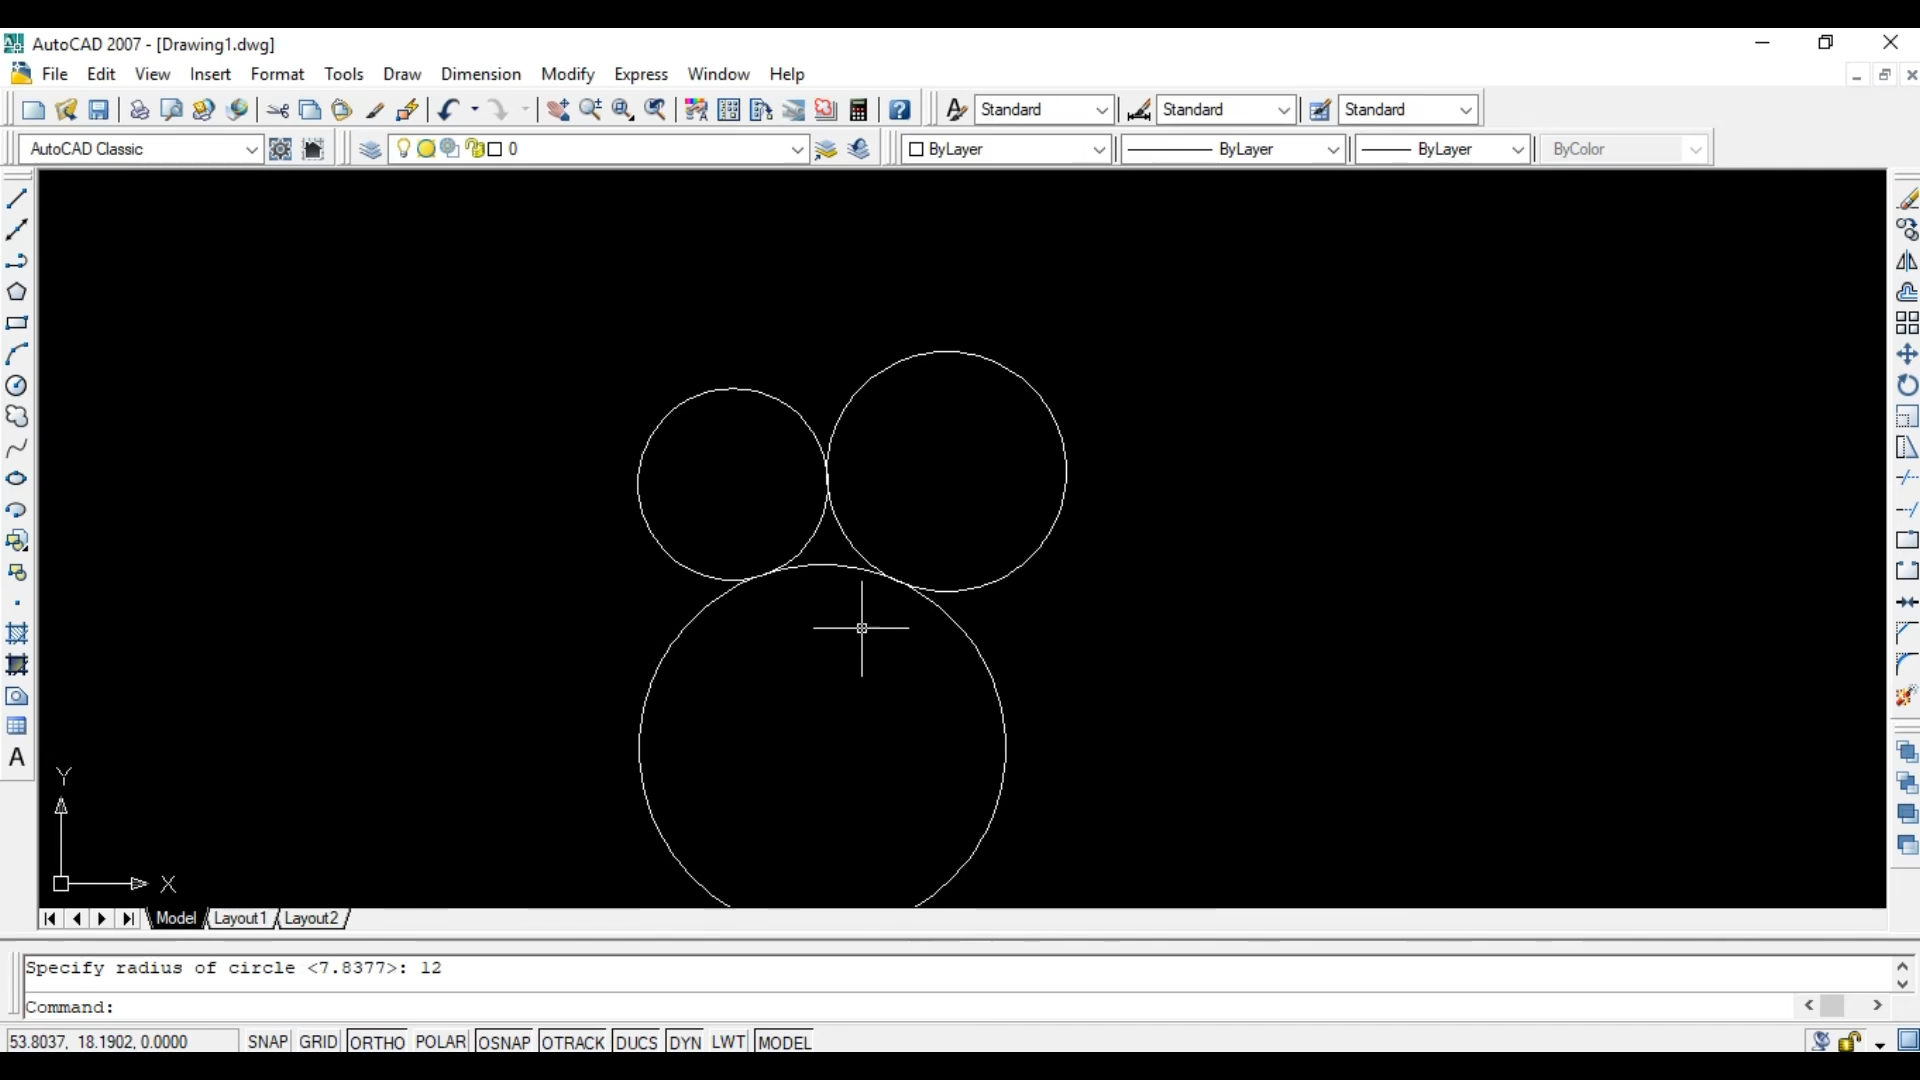 AutoCAD 2007 - [Drawing1.dwg]
File Edit View Insert Format Tools Draw Dimension Modify Express Window Help
Standard Standard Standard
AutoCAD Classic 0 ByLayer ByLayer ByLayer ByColor
A
Y
X
Model Layout1 Layout2
Specify radius of circle <7.8377>: 12
Command:
53.8037, 18.1902, 0.0000 SNAP GRID ORTHO POLAR OSNAP OTRACK DUCS DYN LWT MODEL